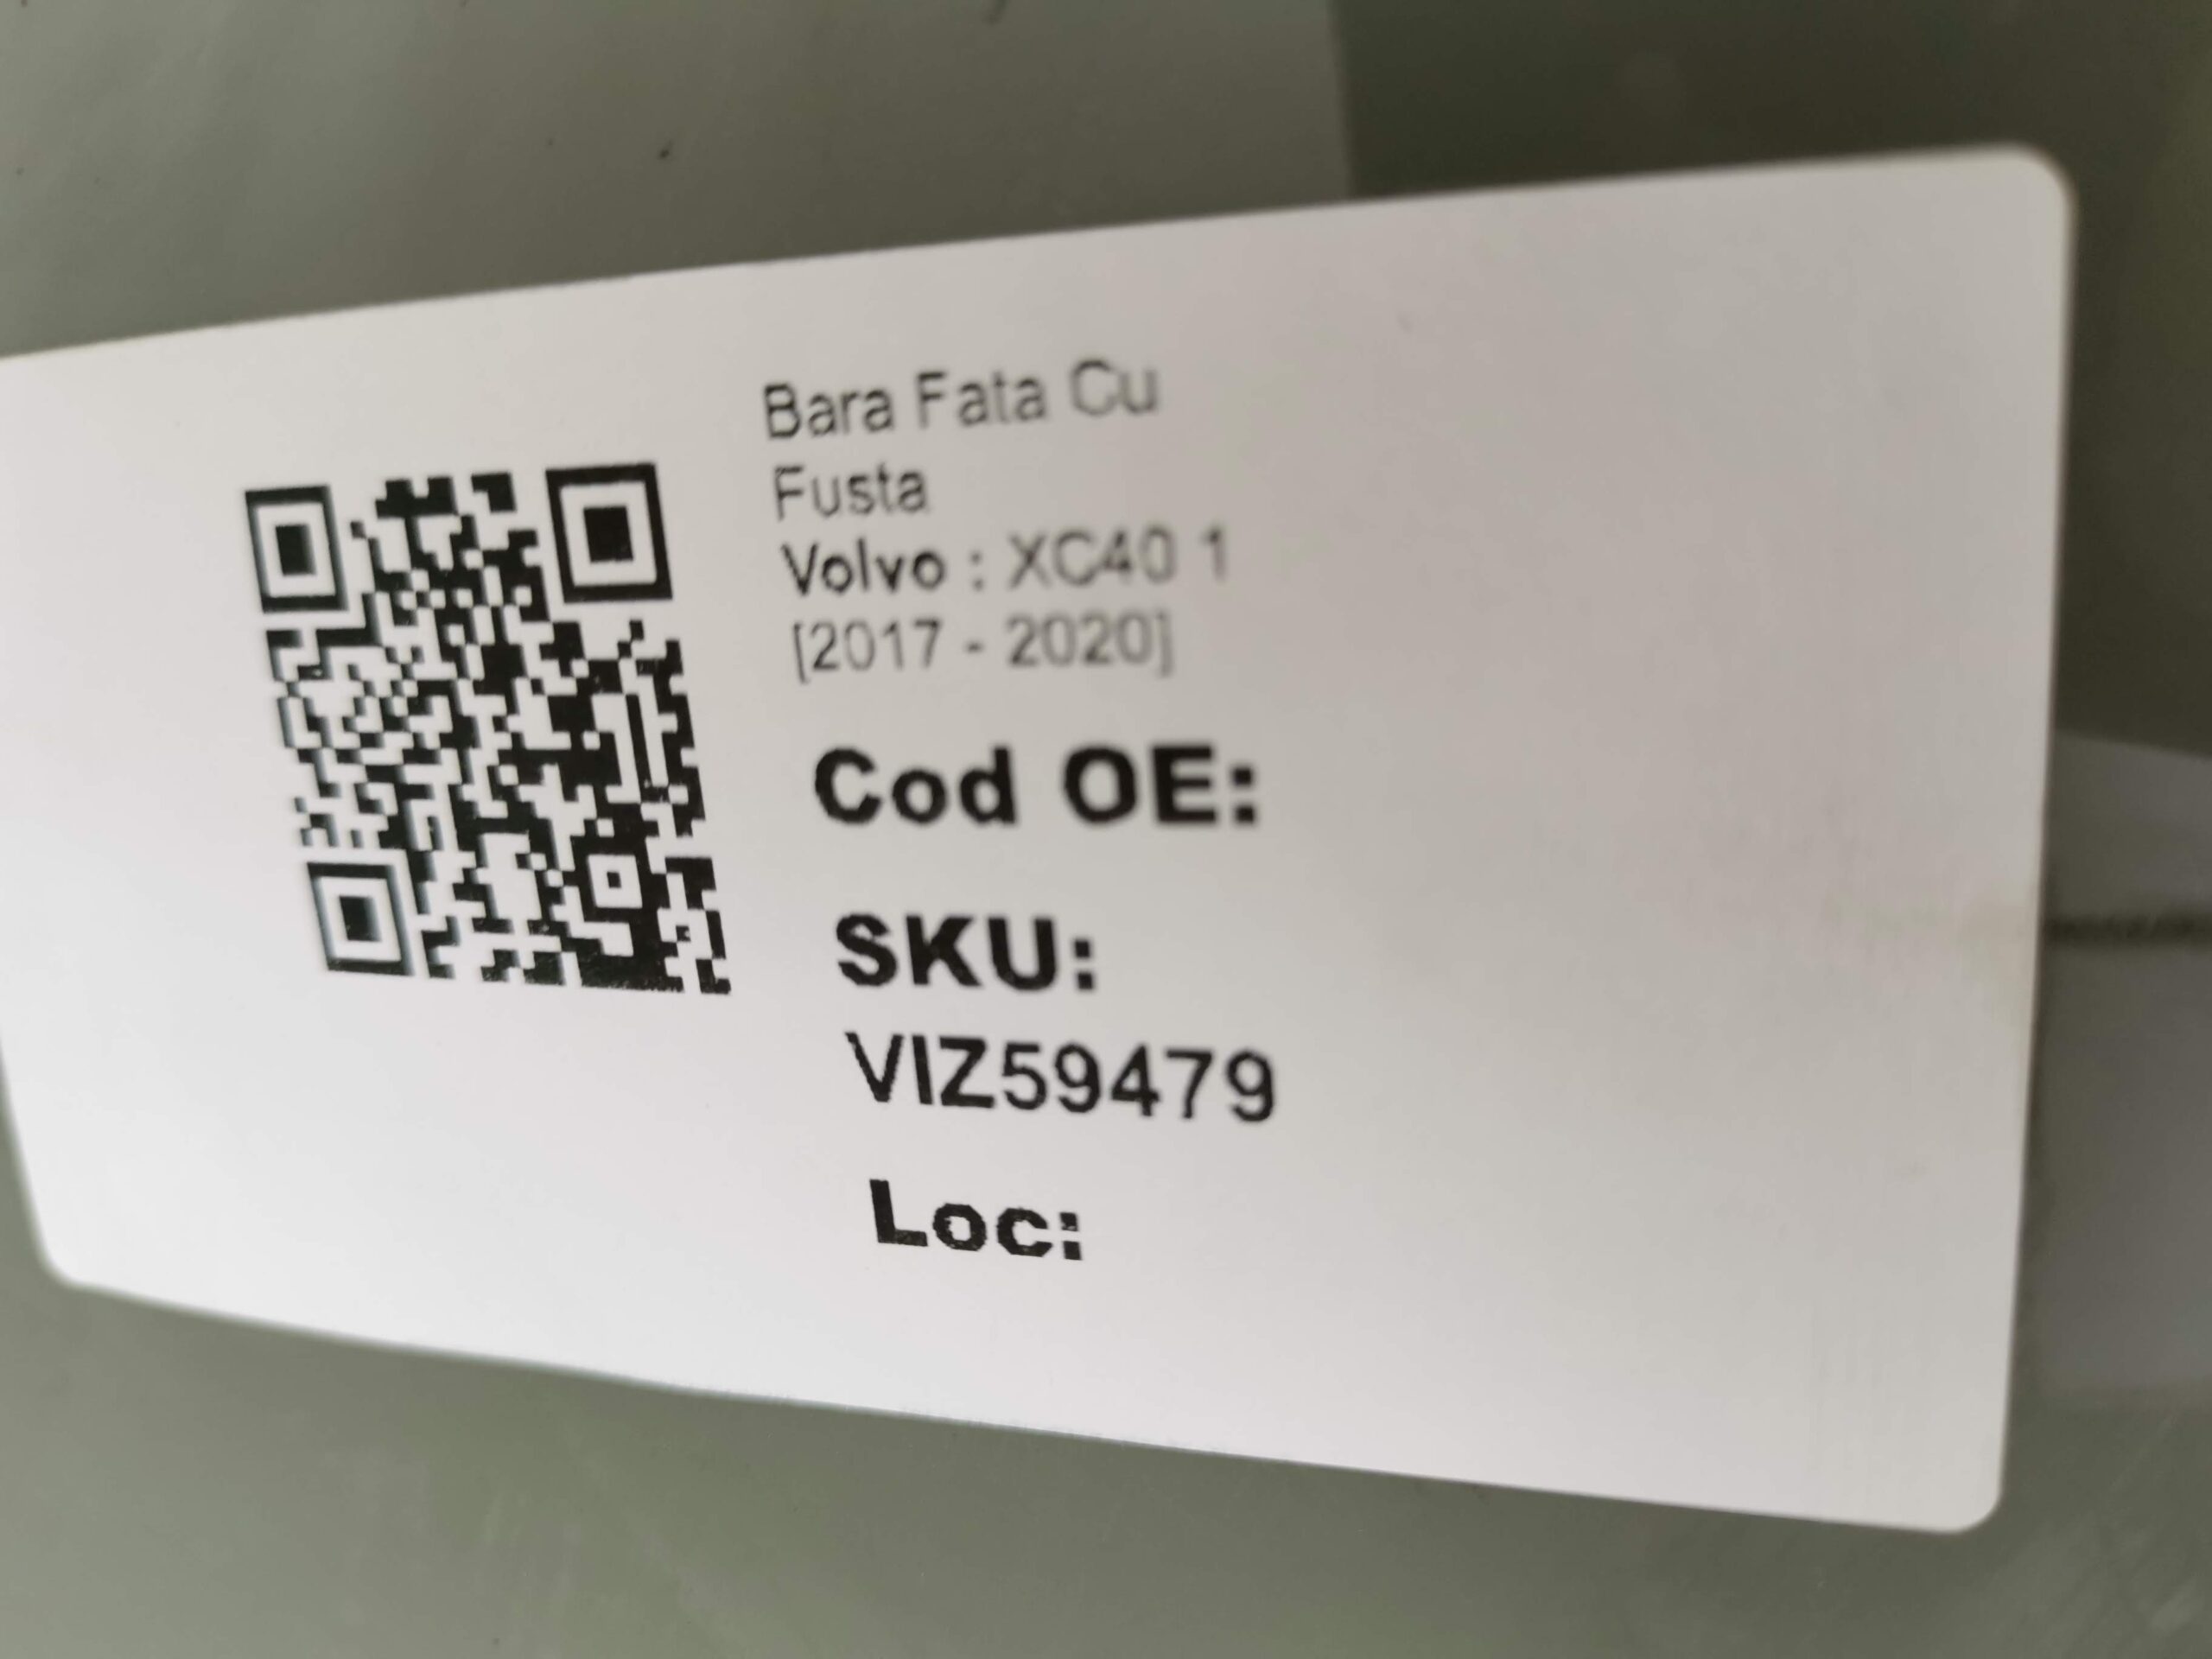 Bara Fata Cu
Fusta
Volvo : XC40 1
[2017 - 2020]
Cod OE:
SKU:
VIZ59479
Loc: